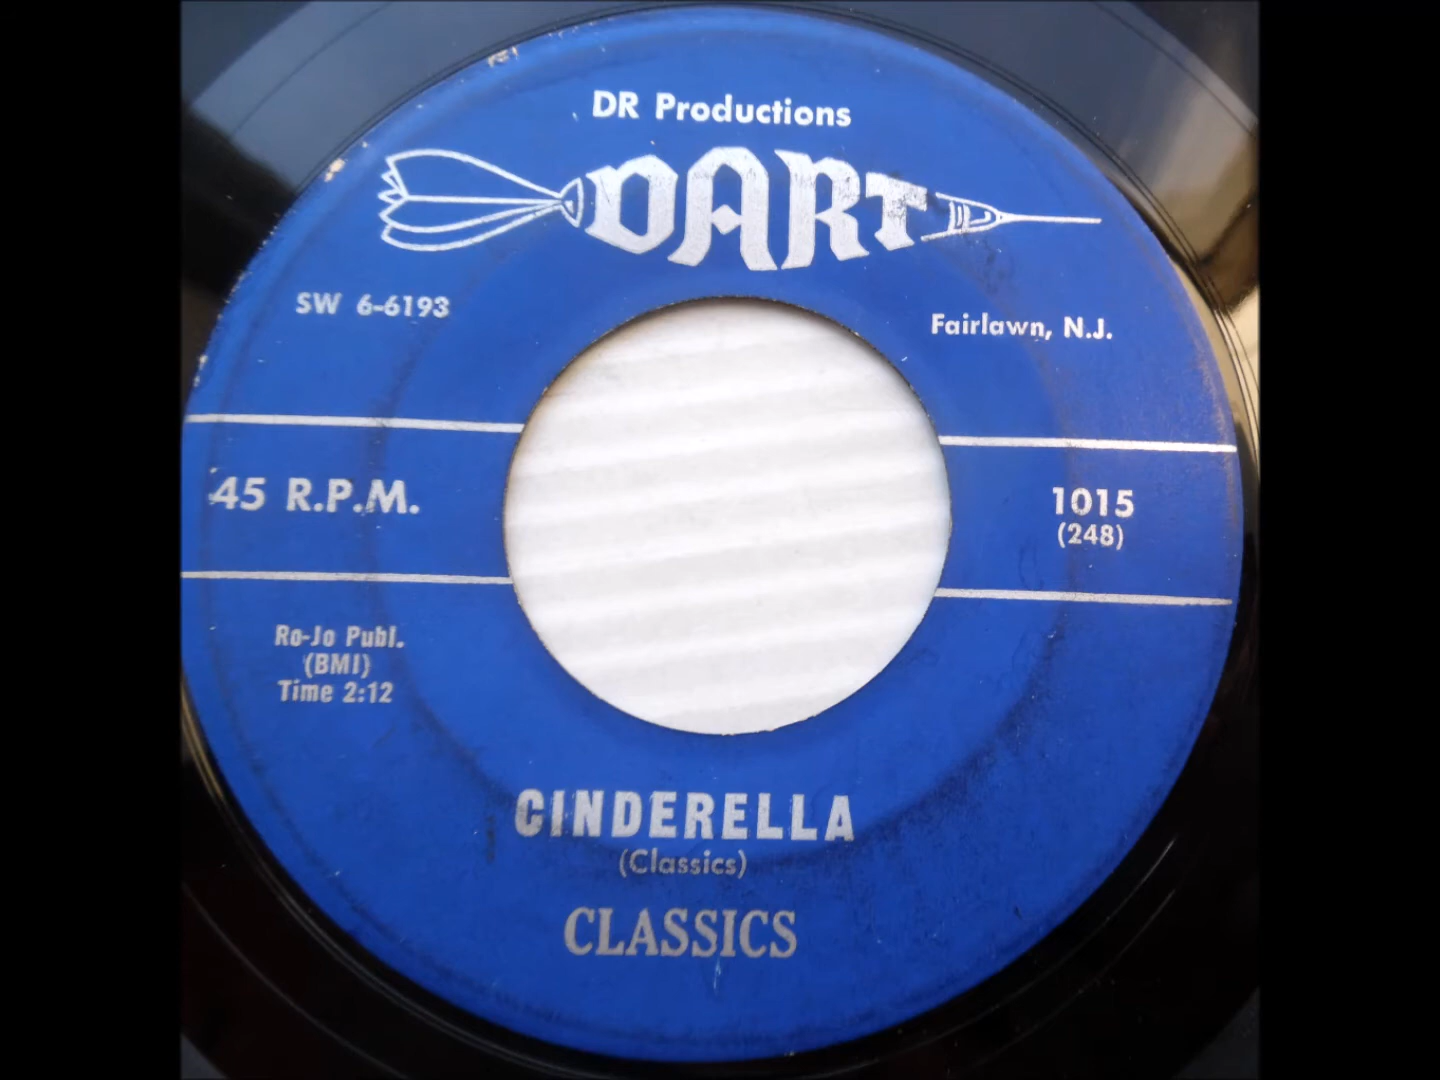 DR Productions
DART
SW 6-6193
Fairlawn, N.J.
45 R.P.M.
1015
(248)
Ro-Jo Publ.
(BMI)
Time 2:12
CINDERELLA
(Classics)
CLASSICS